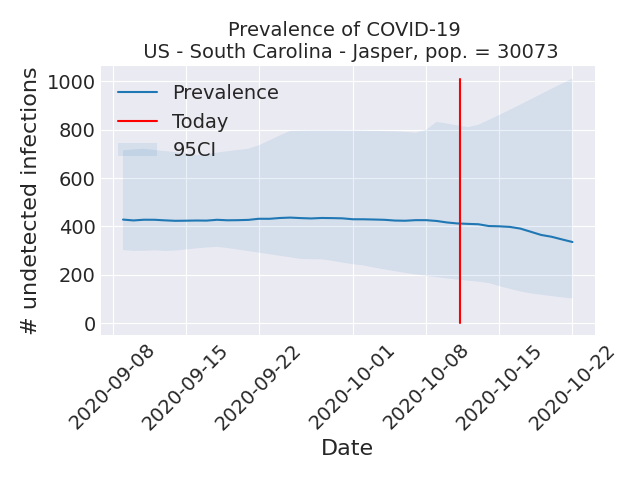 Prevalence of COVID-19
US - South Carolina - Jasper, pop. = 30073
# undetected infections
1000
800
600
400
200
0
Prevalence
Today
95CI
2020-09-08
2020-09-15
2020-09-22
2020-10-01
2020-10-08
2020-10-15
2020-10-22
Date